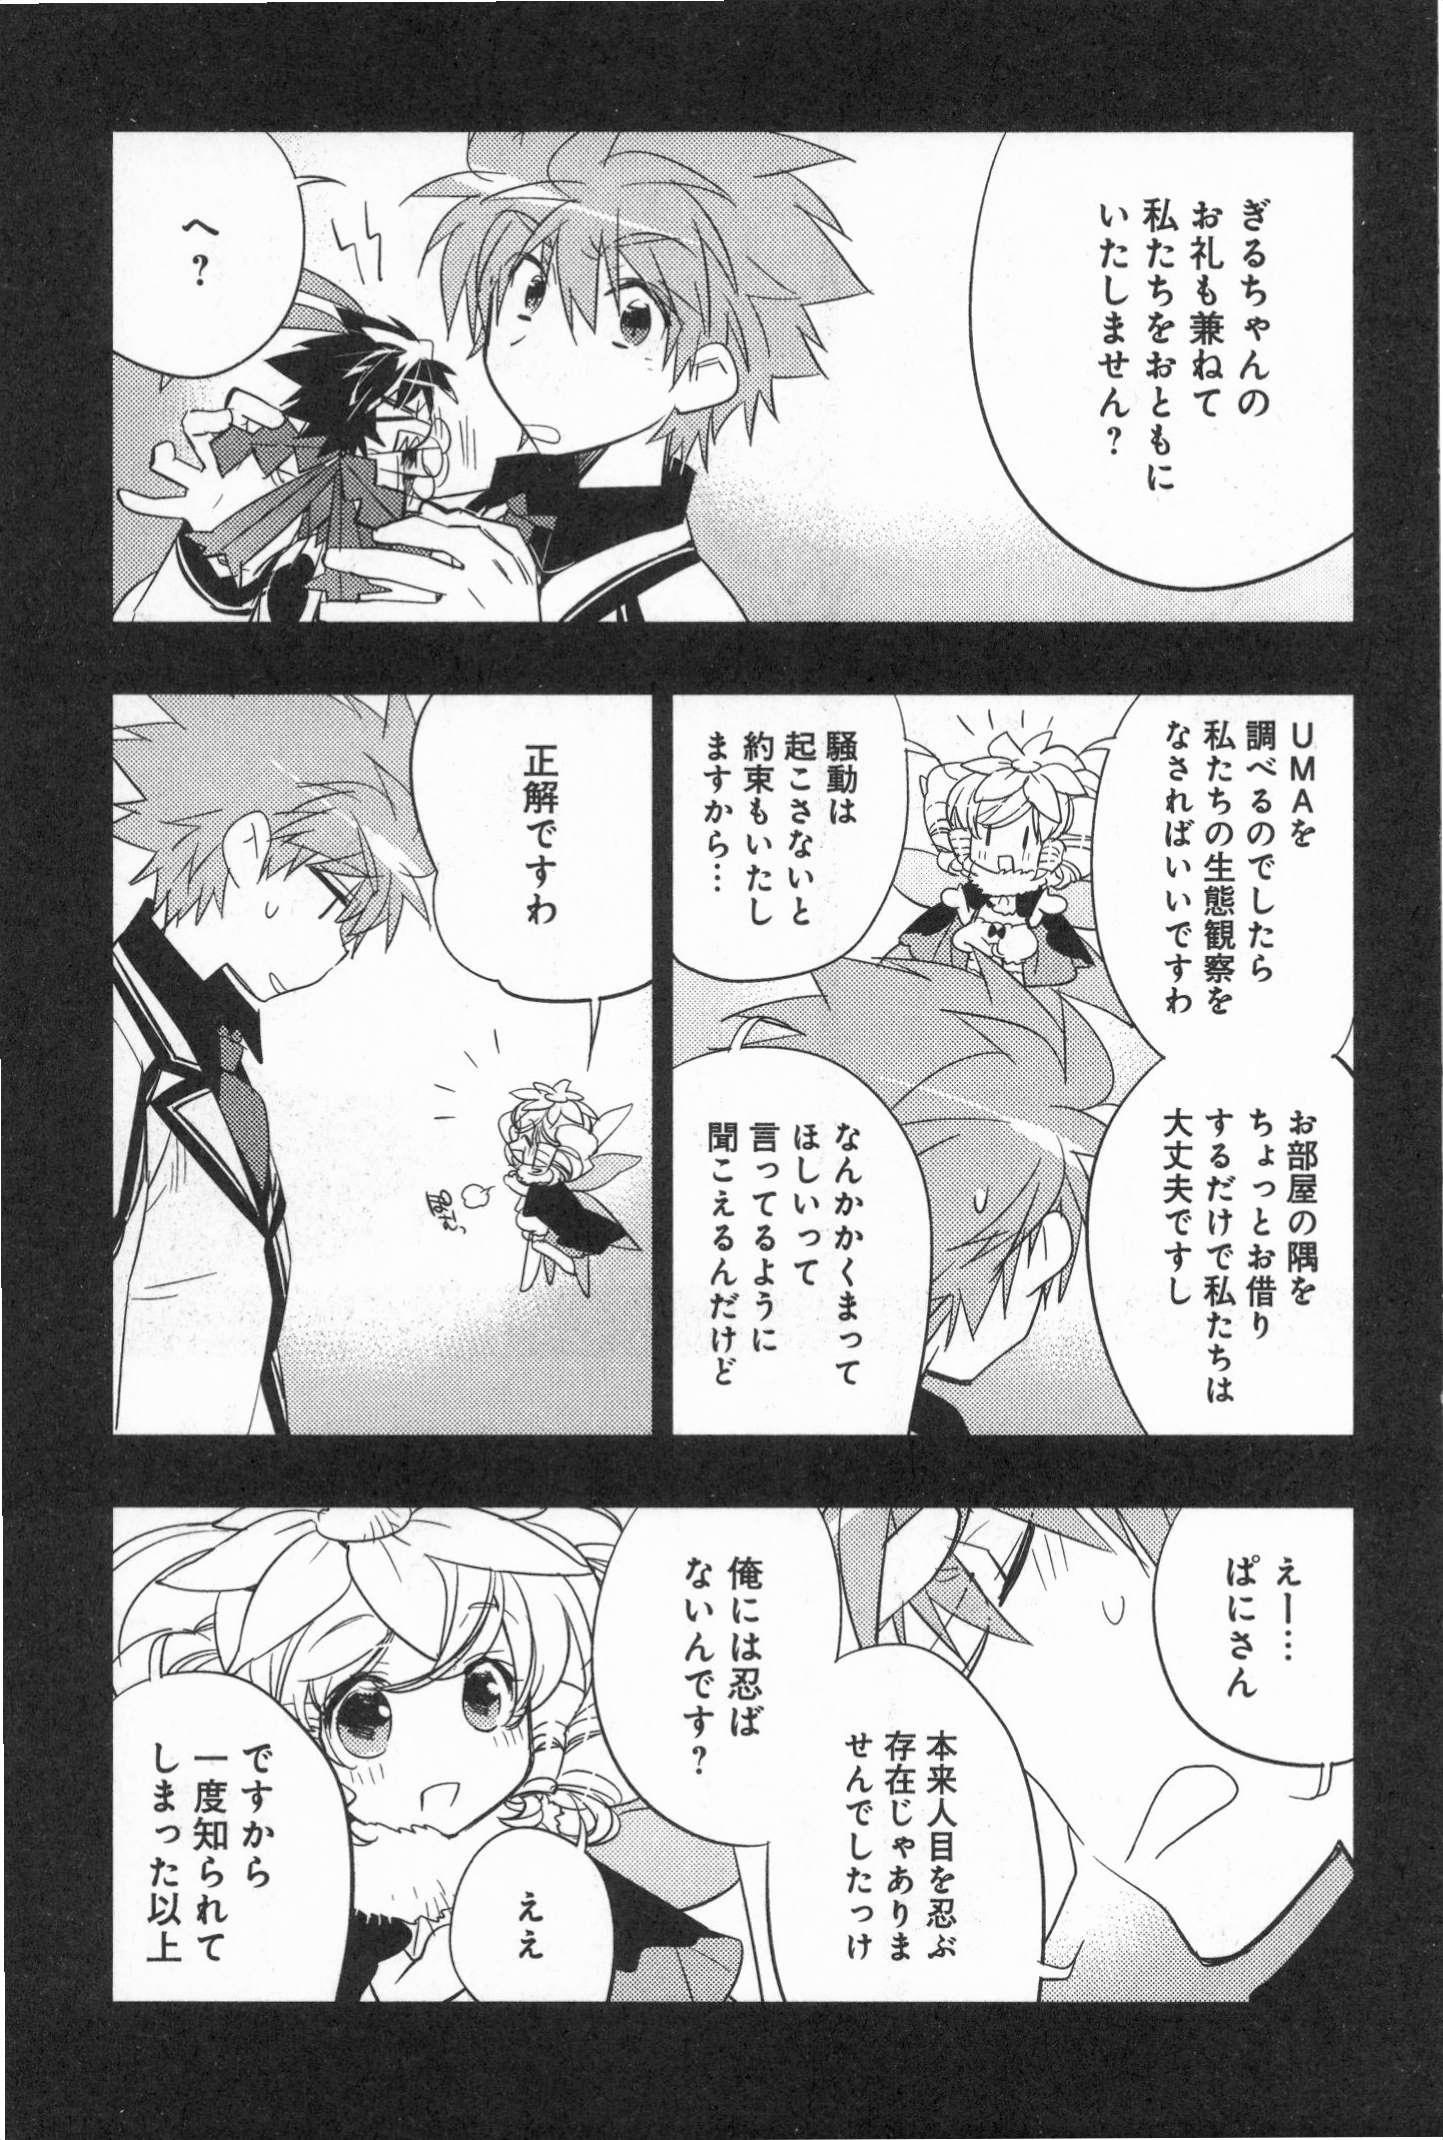 ぎるちゃんの
お礼も兼ねて
私たちをおともに
いたしません？
へ？
UMAを
調べるのでしたら
私たちの生態観察を
なさればいいですわ
お部屋の隅を
ちょっとお借り
するだけで私たちは
大丈夫ですし
騒動は
起こさないと
約束もいたし
ますから…
なんかかくまって
ほしいって
言ってるように
聞こえるんだけど
正解ですわ
えー…
ぱにさん
本来人目を忍ぶ
存在じゃありま
せんでしたっけ
俺には忍ば
ないんです？
ええ
ですから
一度知られて
しまった以上